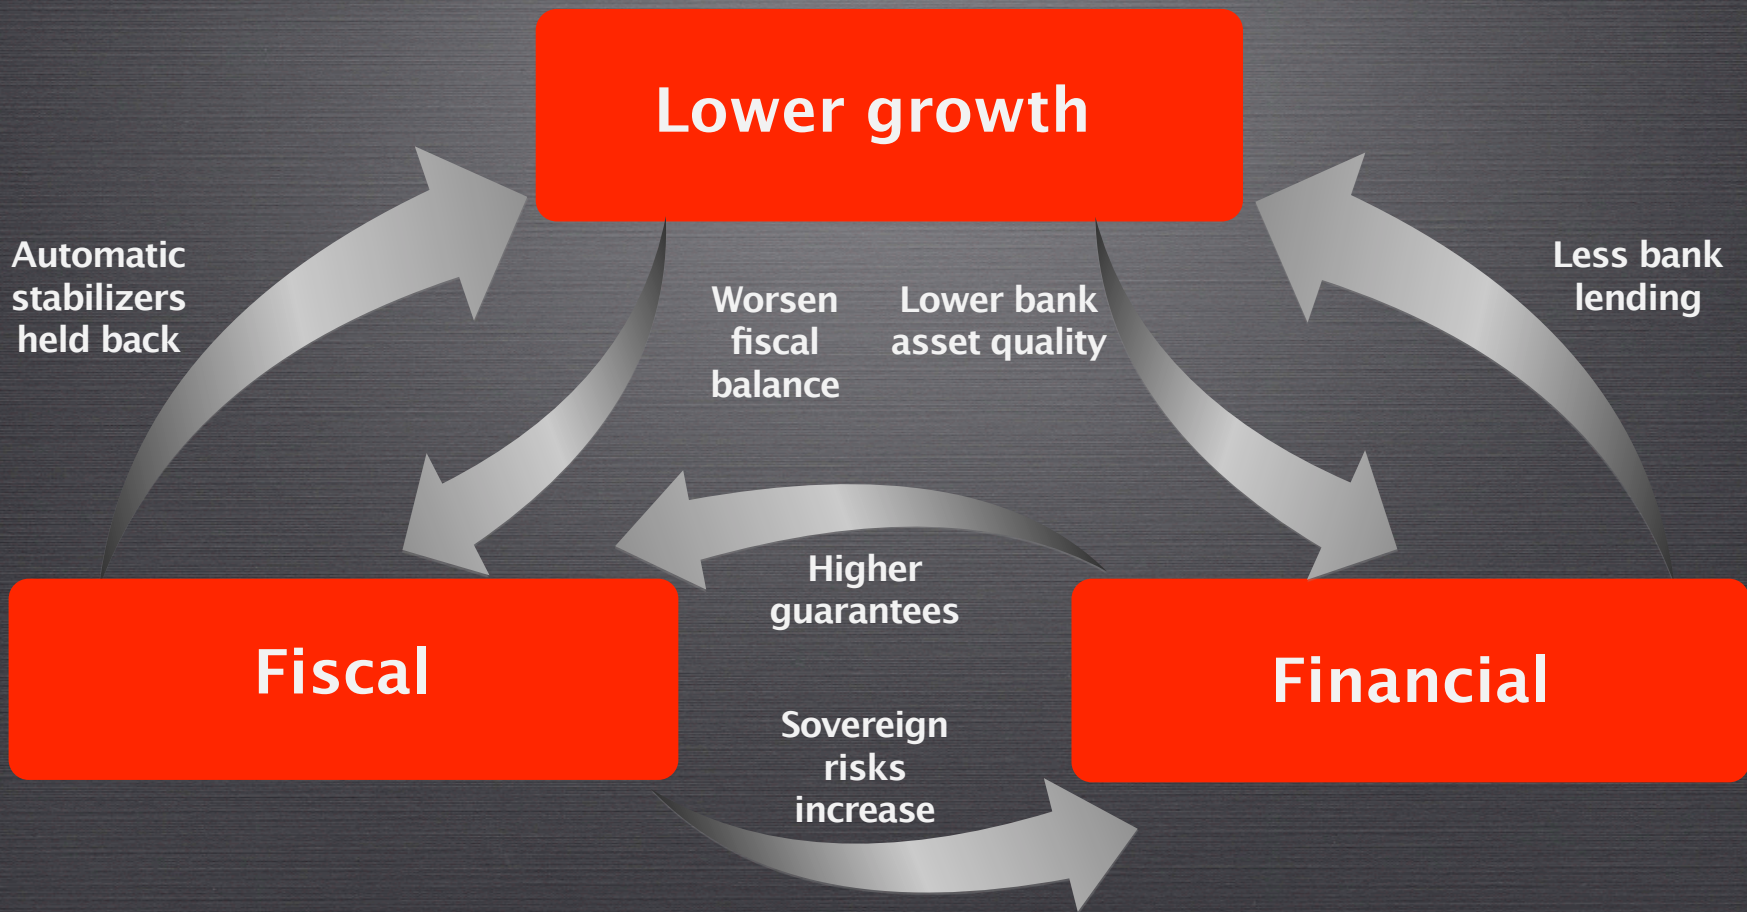 Lower growth
Automatic
stabilizers
held back
Worsen
fiscal
balance
Lower bank
asset quality
Less bank
lending
Higher
guarantees
Fiscal
Financial
Sovereign
risks
increase